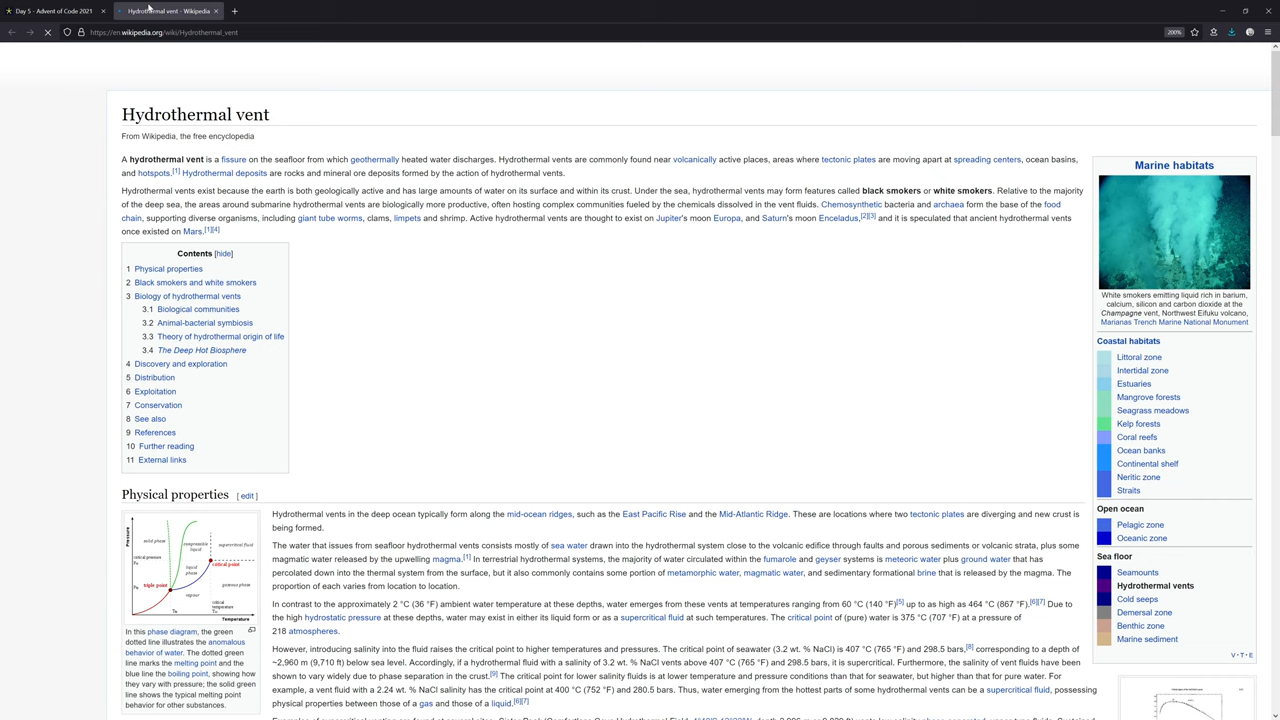 Day 5 - Advent of Code 2021
Hydrothermal vent - Wikipedia
https://en.wikipedia.org/wiki/Hydrothermal_vent
200%
Hydrothermal vent
From Wikipedia, the free encyclopedia
A hydrothermal vent is a fissure on the seafloor from which geothermally heated water discharges. Hydrothermal vents are commonly found near volcanically active places, areas where tectonic plates are moving apart at spreading centers, ocean basins,
and hotspots.[1] Hydrothermal deposits are rocks and mineral ore deposits formed by the action of hydrothermal vents.
Hydrothermal vents exist because the earth is both geologically active and has large amounts of water on its surface and within its crust. Under the sea, hydrothermal vents may form features called black smokers or white smokers. Relative to the majority
of the deep sea, the areas around submarine hydrothermal vents are biologically more productive, often hosting complex communities fueled by the chemicals dissolved in the vent fluids. Chemosynthetic bacteria and archaea form the base of the food
chain, supporting diverse organisms, including giant tube worms, clams, limpets and shrimp. Active hydrothermal vents are thought to exist on Jupiter's moon Europa, and Saturn's moon Enceladus,[2][3] and it is speculated that ancient hydrothermal vents
once existed on Mars.[1][4]
Contents [hide]
1 Physical properties
2 Black smokers and white smokers
3 Biology of hydrothermal vents
3.1 Biological communities
3.2 Animal-bacterial symbiosis
3.3 Theory of hydrothermal origin of life
3.4 The Deep Hot Biosphere
4 Discovery and exploration
5 Distribution
6 Exploitation
7 Conservation
8 See also
9 References
10 Further reading
11 External links
Marine habitats
White smokers emitting liquid rich in barium,
calcium, silicon and carbon dioxide at the
Champagne vent, Northwest Eifuku volcano,
Marianas Trench Marine National Monument
Coastal habitats
Littoral zone
Intertidal zone
Estuaries
Mangrove forests
Seagrass meadows
Kelp forests
Coral reefs
Ocean banks
Continental shelf
Neritic zone
Straits
Open ocean
Pelagic zone
Oceanic zone
Sea floor
Seamounts
Hydrothermal vents
Cold seeps
Demersal zone
Benthic zone
Marine sediment
V·T·E
Physical properties [ edit ]
Pressure
solid phase
compressible
liquid
supercritical fluid
critical pressure
critical point
liquid
phase
triple point
gaseous phase
vapour
critical
temperature
Temperature
In this phase diagram, the green
dotted line illustrates the anomalous
behavior of water. The dotted green
line marks the melting point and the
blue line the boiling point, showing how
they vary with pressure; the solid green
line shows the typical melting point
behavior for other substances.
Hydrothermal vents in the deep ocean typically form along the mid-ocean ridges, such as the East Pacific Rise and the Mid-Atlantic Ridge. These are locations where two tectonic plates are diverging and new crust is
being formed.
The water that issues from seafloor hydrothermal vents consists mostly of sea water drawn into the hydrothermal system close to the volcanic edifice through faults and porous sediments or volcanic strata, plus some
magmatic water released by the upwelling magma.[1] In terrestrial hydrothermal systems, the majority of water circulated within the fumarole and geyser systems is meteoric water plus ground water that has
percolated down into the thermal system from the surface, but it also commonly contains some portion of metamorphic water, magmatic water, and sedimentary formational brine that is released by the magma. The
proportion of each varies from location to location.
In contrast to the approximately 2 °C (36 °F) ambient water temperature at these depths, water emerges from these vents at temperatures ranging from 60 °C (140 °F)[5] up to as high as 464 °C (867 °F).[6][7] Due to
the high hydrostatic pressure at these depths, water may exist in either its liquid form or as a supercritical fluid at such temperatures. The critical point of (pure) water is 375 °C (707 °F) at a pressure of
218 atmospheres.
However, introducing salinity into the fluid raises the critical point to higher temperatures and pressures. The critical point of seawater (3.2 wt. % NaCl) is 407 °C (765 °F) and 298.5 bars,[8] corresponding to a depth of
~2,960 m (9,710 ft) below sea level. Accordingly, if a hydrothermal fluid with a salinity of 3.2 wt. % NaCl vents above 407 °C (765 °F) and 298.5 bars, it is supercritical. Furthermore, the salinity of vent fluids have been
shown to vary widely due to phase separation in the crust.[9] The critical point for lower salinity fluids is at lower temperature and pressure conditions than that for seawater, but higher than that for pure water. For
example, a vent fluid with a 2.24 wt. % NaCl salinity has the critical point at 400 °C (752 °F) and 280.5 bars. Thus, water emerging from the hottest parts of some hydrothermal vents can be a supercritical fluid, possessing
physical properties between those of a gas and those of a liquid.[6][7]